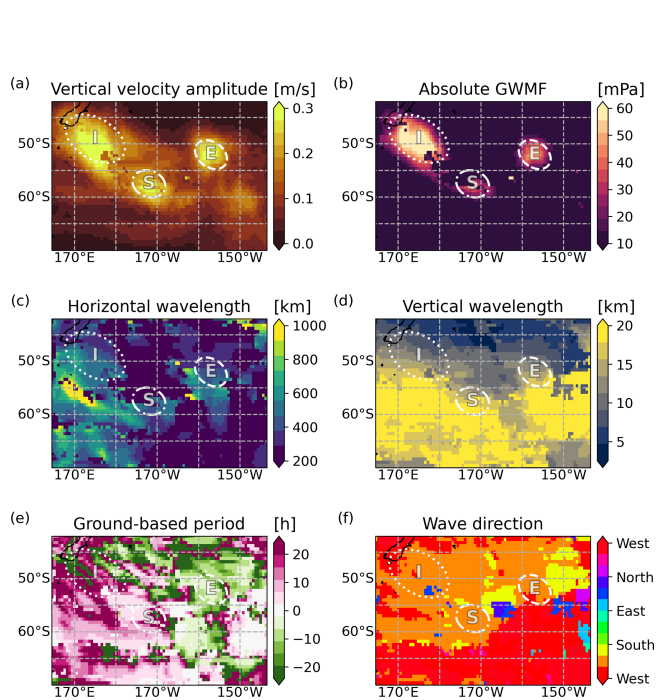 (a) Vertical velocity amplitude [m/s]
(b) Absolute GWMF [mPa]
50°S
60°S
170°E 170°W 150°W
I E S
0.3
0.2
0.1
0.0
50°S
60°S
170°E 170°W 150°W
I E S
60
50
40
30
20
10
(c) Horizontal wavelength [km]
(d) Vertical wavelength [km]
50°S
60°S
170°E 170°W 150°W
I E S
1000
800
600
400
200
50°S
60°S
170°E 170°W 150°W
I E S
20
15
10
5
(e) Ground-based period [h]
(f) Wave direction
50°S
60°S
170°E 170°W 150°W
I E S
20
10
0
−10
−20
50°S
60°S
170°E 170°W 150°W
I E S
West
North
East
South
West